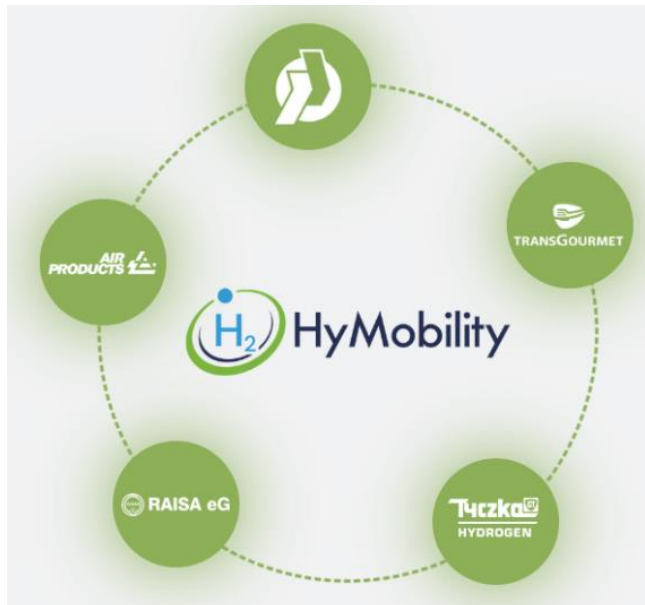 TRANSGOURMET
AIR
PRODUCTS
H2 HyMobility
RAISA eG
Tyczka
HYDROGEN